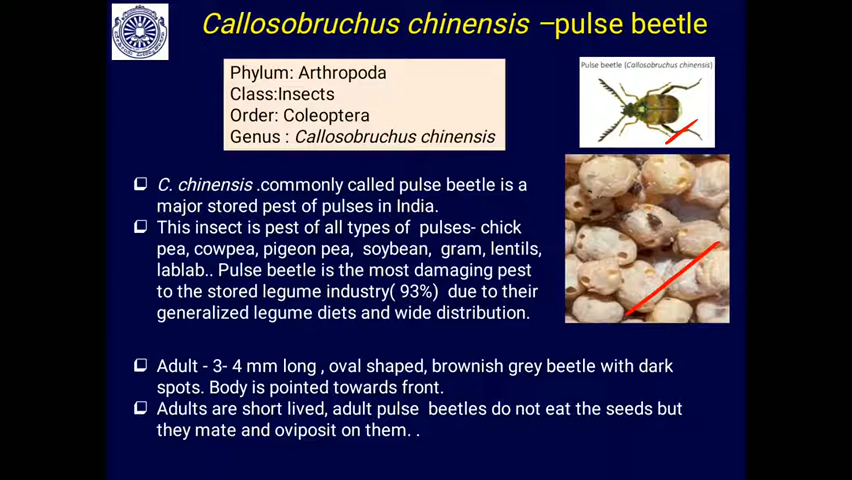 Callosobruchus chinensis –pulse beetle
Phylum: Arthropoda
Class:Insects
Order: Coleoptera
Genus : Callosobruchus chinensis
Pulse beetle (Callosobruchus chinensis)
C. chinensis .commonly called pulse beetle is a
major stored pest of pulses in India.
This insect is pest of all types of pulses- chick
pea, cowpea, pigeon pea, soybean, gram, lentils,
lablab.. Pulse beetle is the most damaging pest
to the stored legume industry( 93%) due to their
generalized legume diets and wide distribution.
Adult - 3- 4 mm long , oval shaped, brownish grey beetle with dark
spots. Body is pointed towards front.
Adults are short lived, adult pulse beetles do not eat the seeds but
they mate and oviposit on them. .